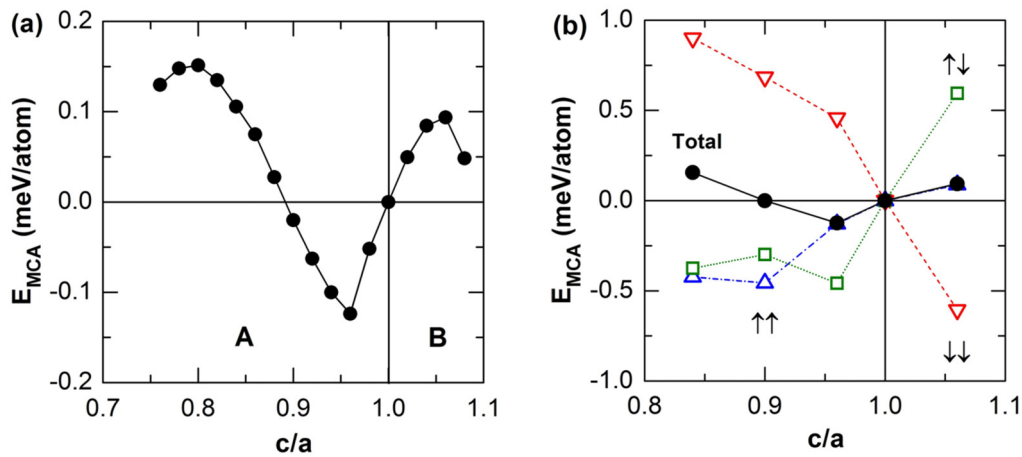 (a)
0.2
0.1
0.0
-0.1
-0.2
E_MCA (meV/atom)
A
B
0.7
0.8
0.9
1.0
1.1
c/a
(b)
1.0
0.5
0.0
-0.5
-1.0
E_MCA (meV/atom)
↑↓
Total
↑↑
↓↓
0.8
0.9
1.0
1.1
c/a